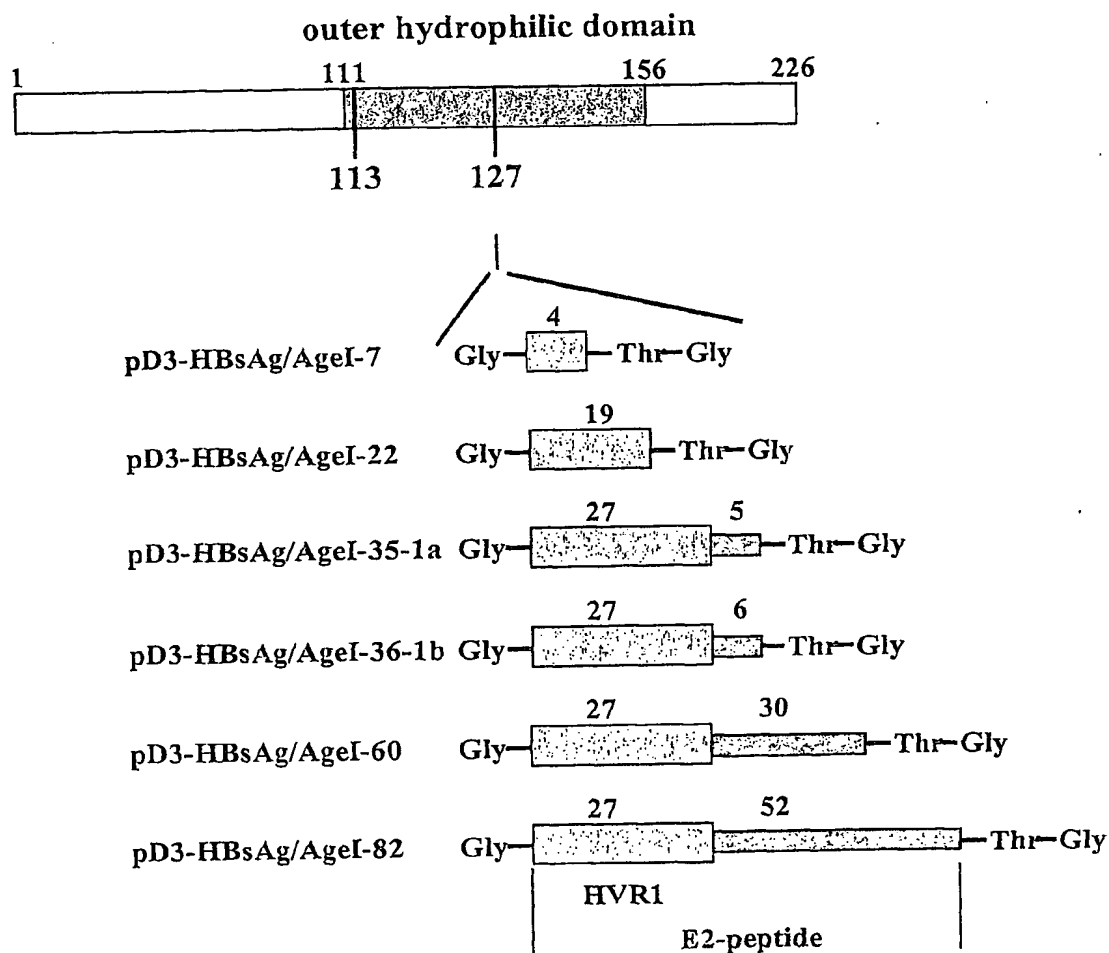 outer hydrophilic domain
1 111 156 226
113 127
4
pD3-HBsAg/AgeI-7 Gly Thr Gly
19
pD3-HBsAg/AgeI-22 Gly Thr Gly
27 5
pD3-HBsAg/AgeI-35-1a Gly Thr Gly
27 6
pD3-HBsAg/AgeI-36-1b Gly Thr Gly
27 30
pD3-HBsAg/AgeI-60 Gly Thr Gly
27 52
pD3-HBsAg/AgeI-82 Gly Thr Gly
HVR1
E2-peptide